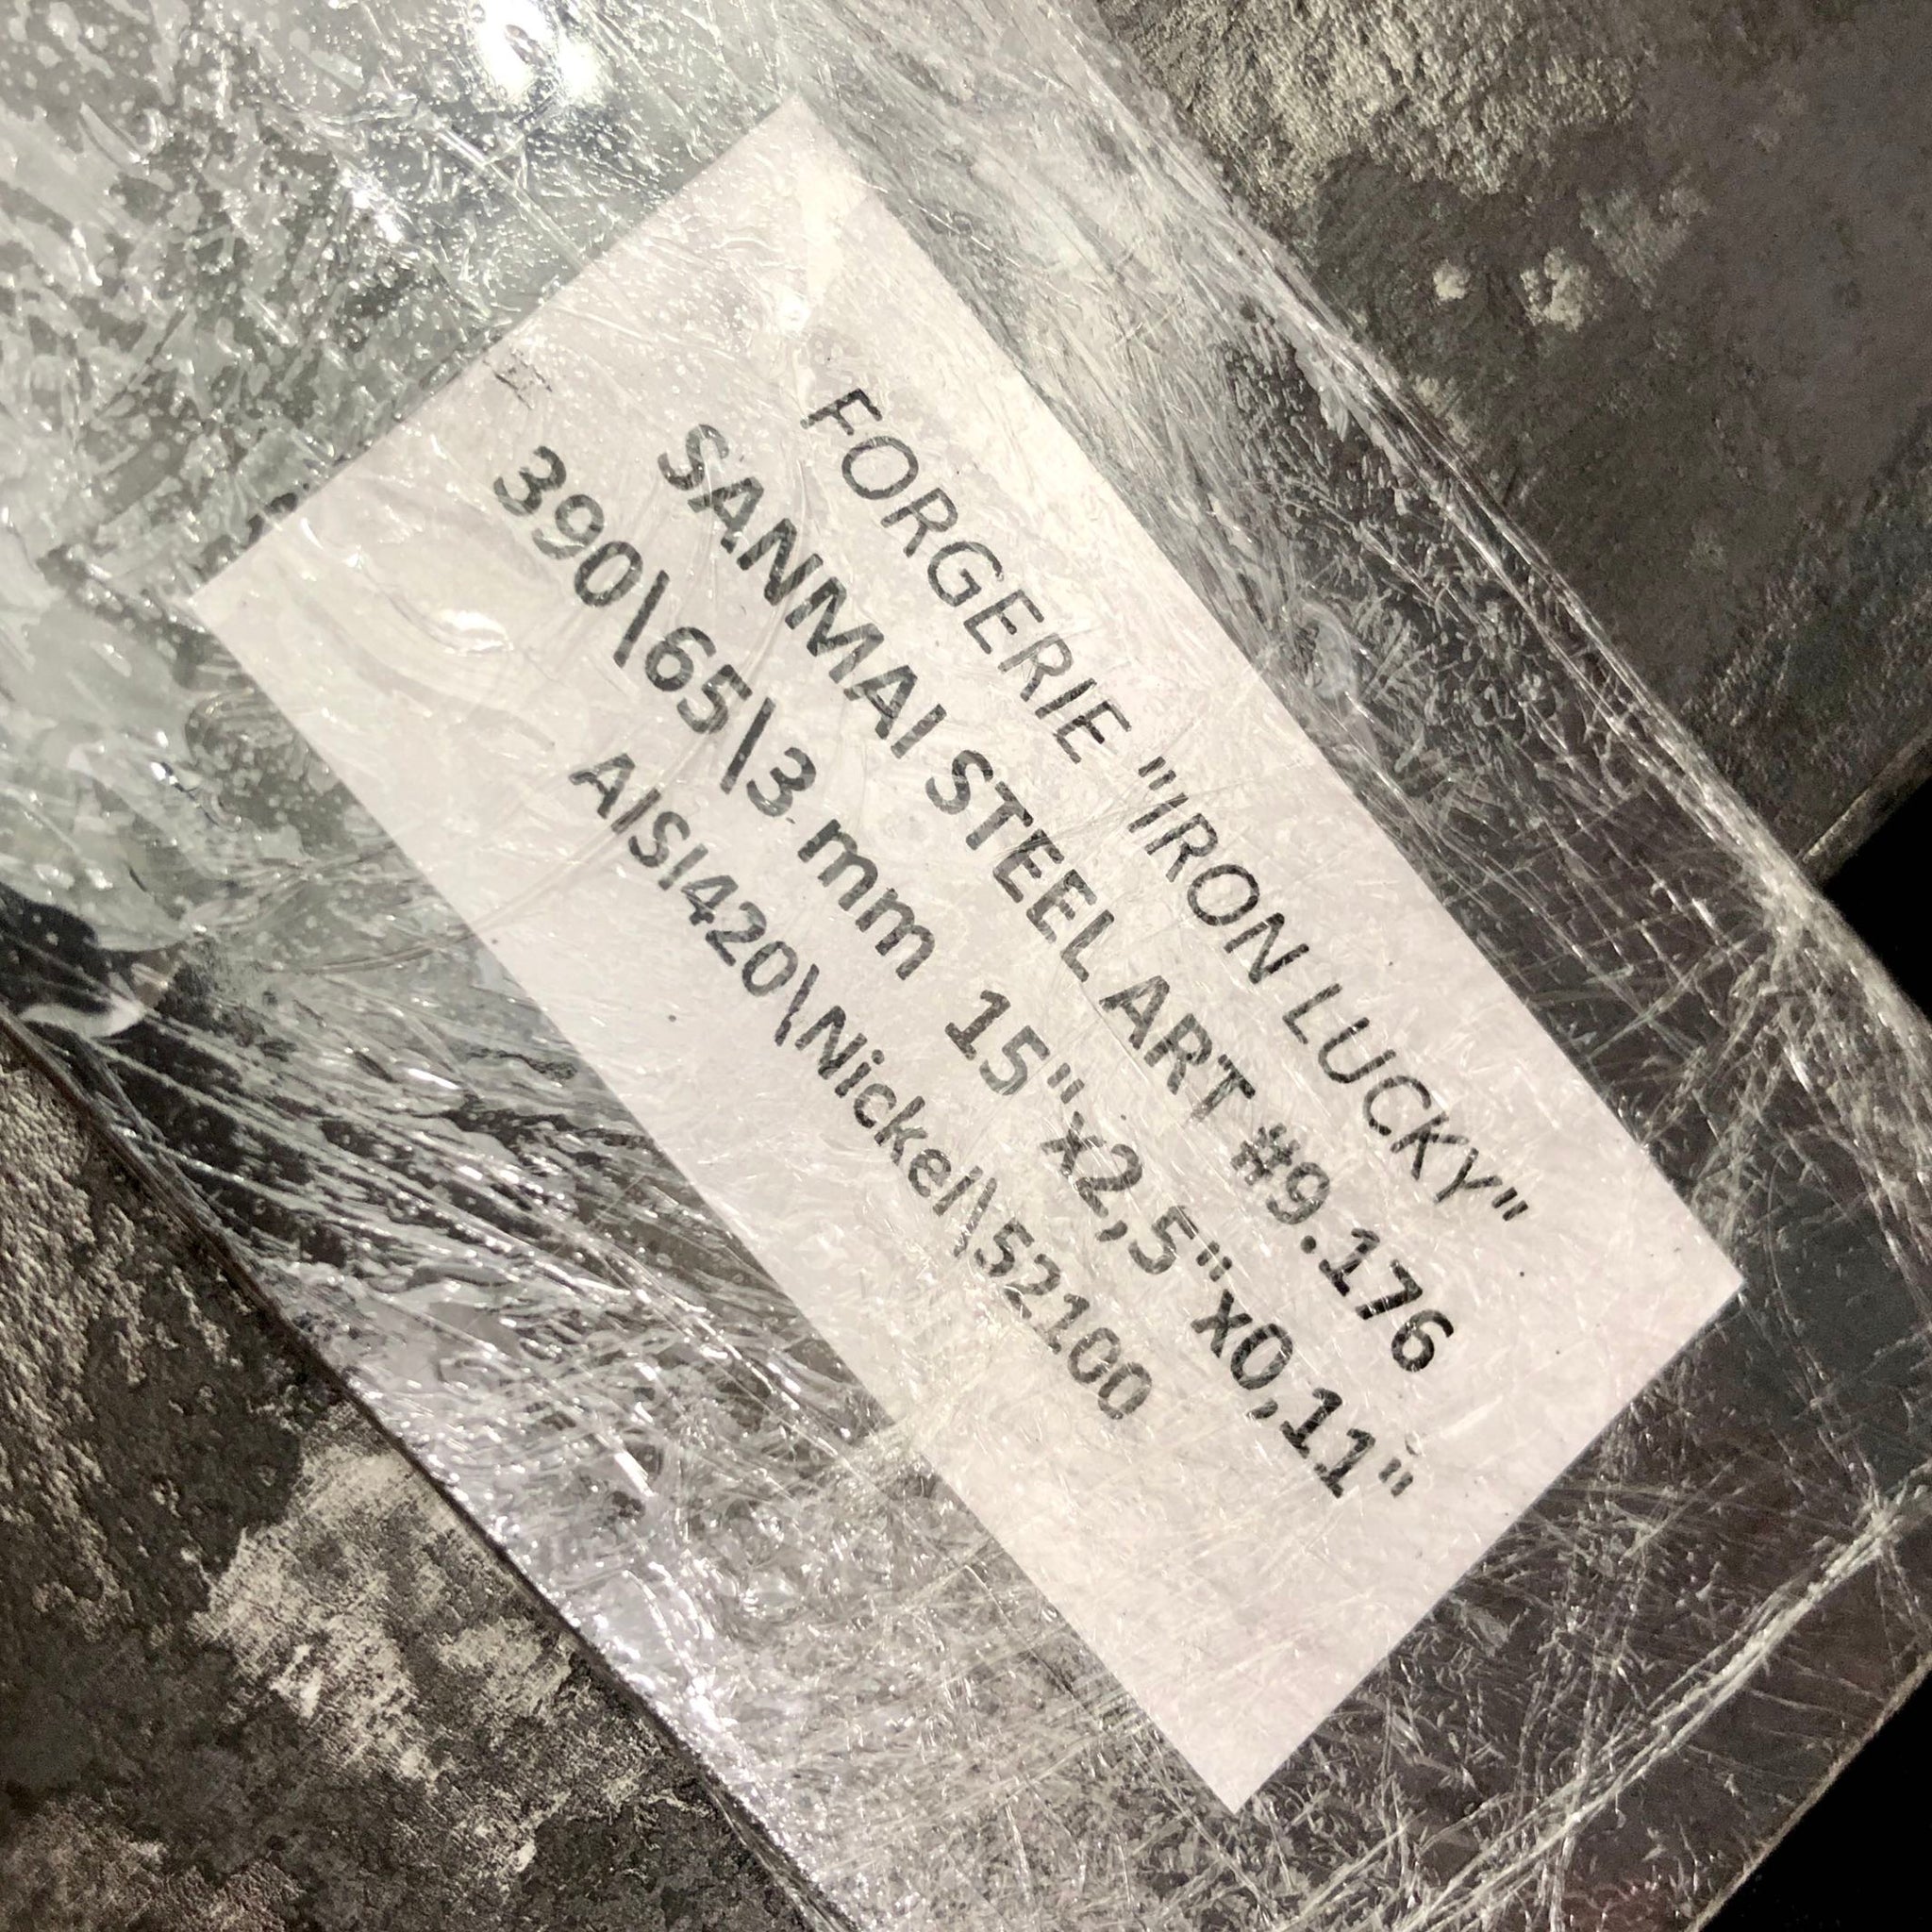 FORGERIE "IRON LUCKY"
SANMAI STEEL ART #9.176
390\65\3 mm 15"x2,5"x0,11"
AISI420\Nickel\52100